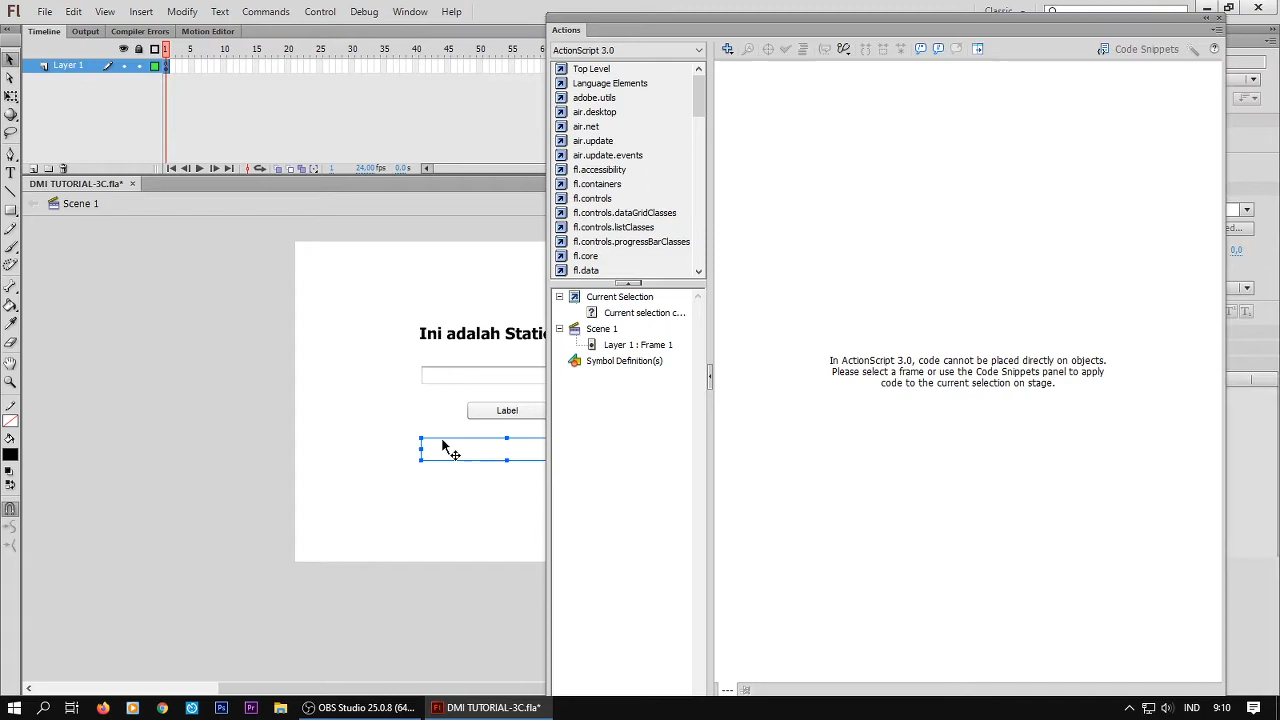 Fl File Edit View Insert Modify Text Commands Control Debug Window Help
Classic
Timeline Output Compiler Errors Motion Editor
1 5 10 15 20 25 30 35 40 45 50 55 60
Layer 1
1 24,00 fps 0,0 s
DMI TUTORIAL-3C.fla*
Scene 1
Ini adalah Static
Label
Actions
ActionScript 3.0
Code Snippets
Top Level
Language Elements
adobe.utils
air.desktop
air.net
air.update
air.update.events
fl.accessibility
fl.containers
fl.controls
fl.controls.dataGridClasses
fl.controls.listClasses
fl.controls.progressBarClasses
fl.core
fl.data
Current Selection
Current selection c...
Scene 1
Layer 1 : Frame 1
Symbol Definition(s)
In ActionScript 3.0, code cannot be placed directly on objects.
Please select a frame or use the Code Snippets panel to apply
code to the current selection on stage.
ed...
0,0
OBS Studio 25.0.8 (64...
DMI TUTORIAL-3C.fla*
IND 9:10